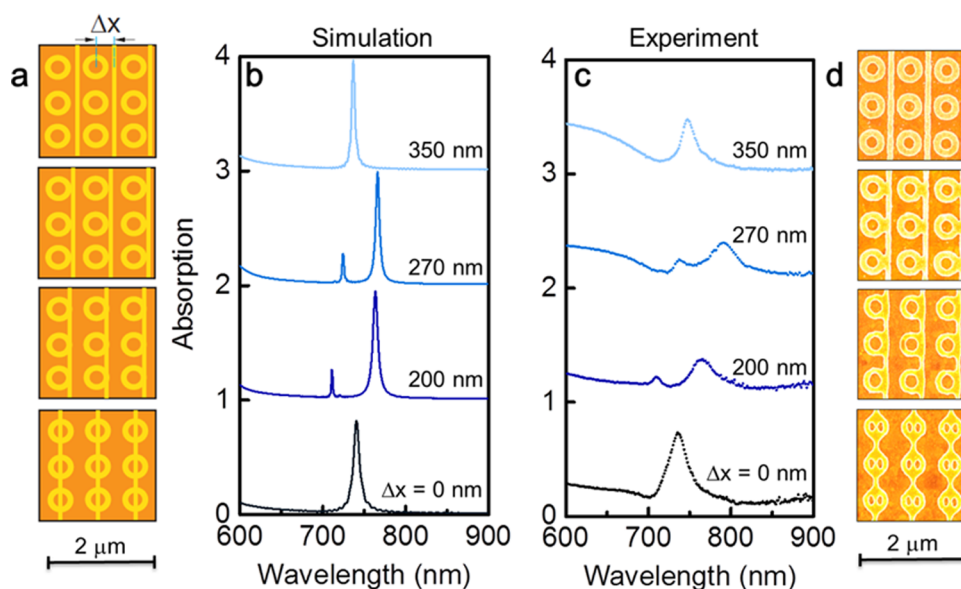 Δx
Simulation
Experiment
a
b
c
d
Absorption
4
3
2
1
0
350 nm
270 nm
200 nm
Δx = 0 nm
600
700
800
900
Wavelength (nm)
4
3
2
1
0
350 nm
270 nm
200 nm
Δx = 0 nm
600
700
800
900
Wavelength (nm)
2 μm
2 μm